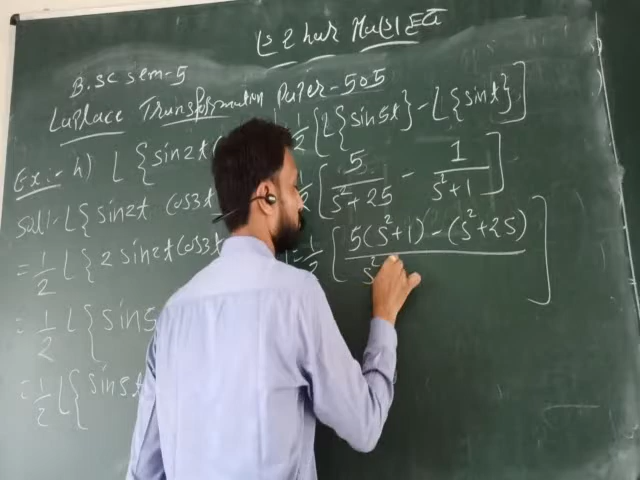 B.sc sem-5
Laplace Transformation Paper-505
Ex:- h) L { sin2t
Sol:- L{ sin2t cos3t
= 1/2 L{ 2 sin2t cos3t
= 1/2 L{ sin5
= 1/2 L{ sin5t
1/2 [ L{sin5t} - L{sint} ]
[ 5/(s²+25) - 1/(s²+1) ]
= 1/2 [ 5(s²+1) - (s²+25)
s²